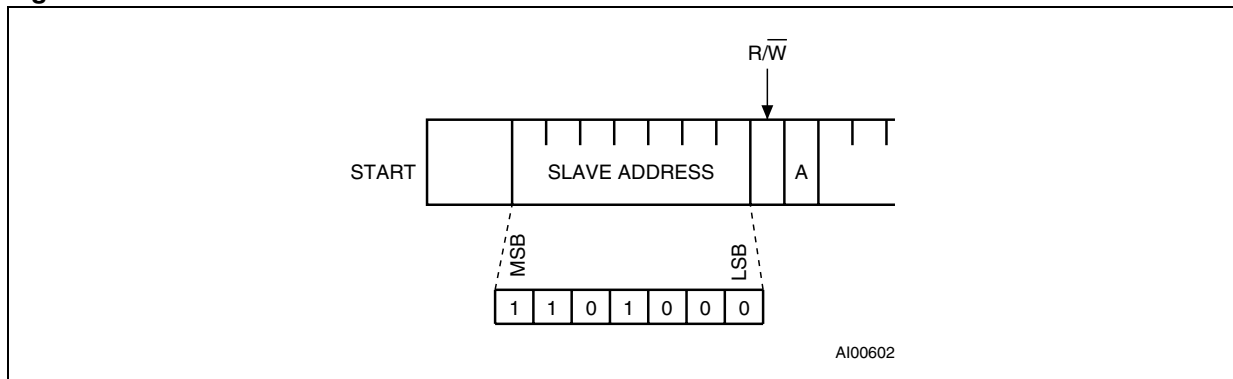 R/W̅
START
SLAVE ADDRESS
A
MSB
LSB
1 1 0 1 0 0 0
AI00602